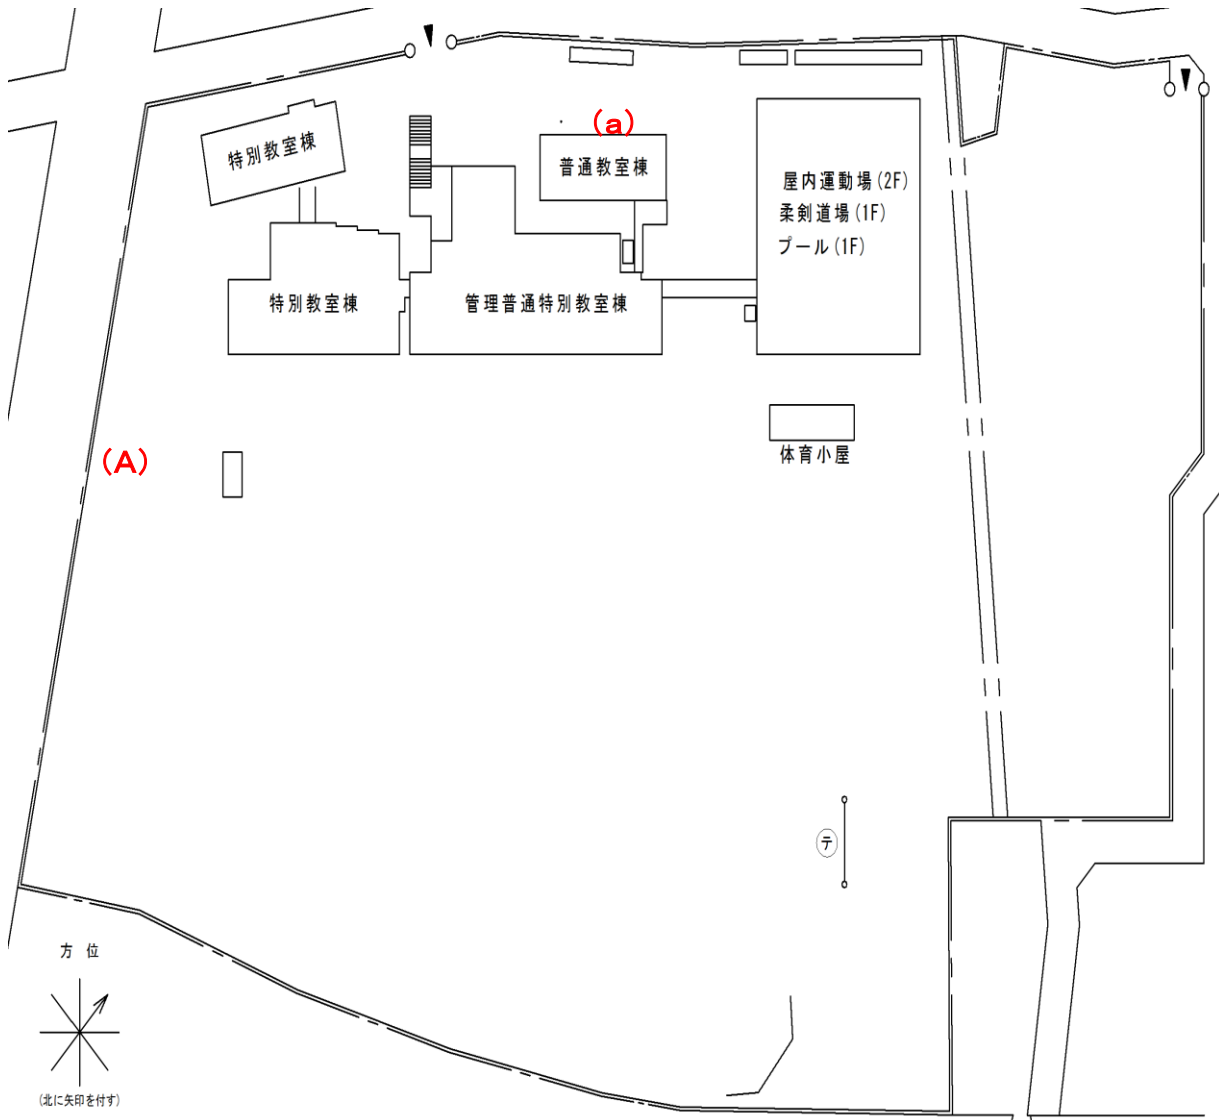 (a)
特別教室棟
普通教室棟
屋内運動場(2F)
柔剣道場(1F)
プール(1F)
特別教室棟
管理普通特別教室棟
体育小屋
(A)
テ
方 位
(北に矢印を付す)